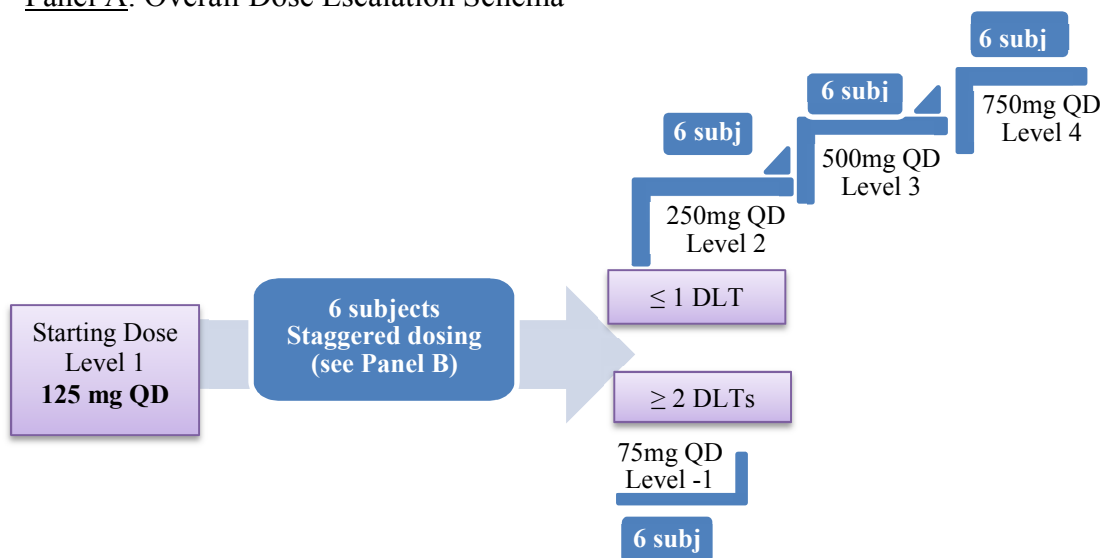 Panel A: Overall Dose Escalation Schema
6 subj
6 subj
750mg QD
Level 4
6 subj
500mg QD
Level 3
250mg QD
Level 2
≤ 1 DLT
6 subjects
Staggered dosing
(see Panel B)
Starting Dose
Level 1
125 mg QD
≥ 2 DLTs
75mg QD
Level -1
6 subj